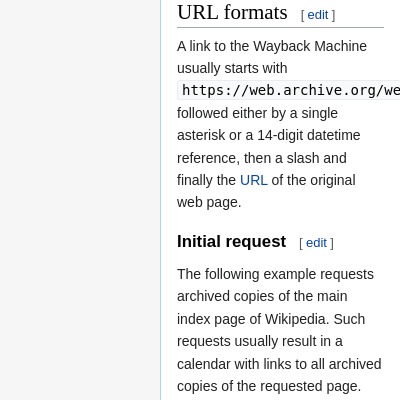 URL formats [ edit ]
A link to the Wayback Machine
usually starts with
https://web.archive.org/we
followed either by a single
asterisk or a 14-digit datetime
reference, then a slash and
finally the URL of the original
web page.
Initial request [ edit ]
The following example requests
archived copies of the main
index page of Wikipedia. Such
requests usually result in a
calendar with links to all archived
copies of the requested page.